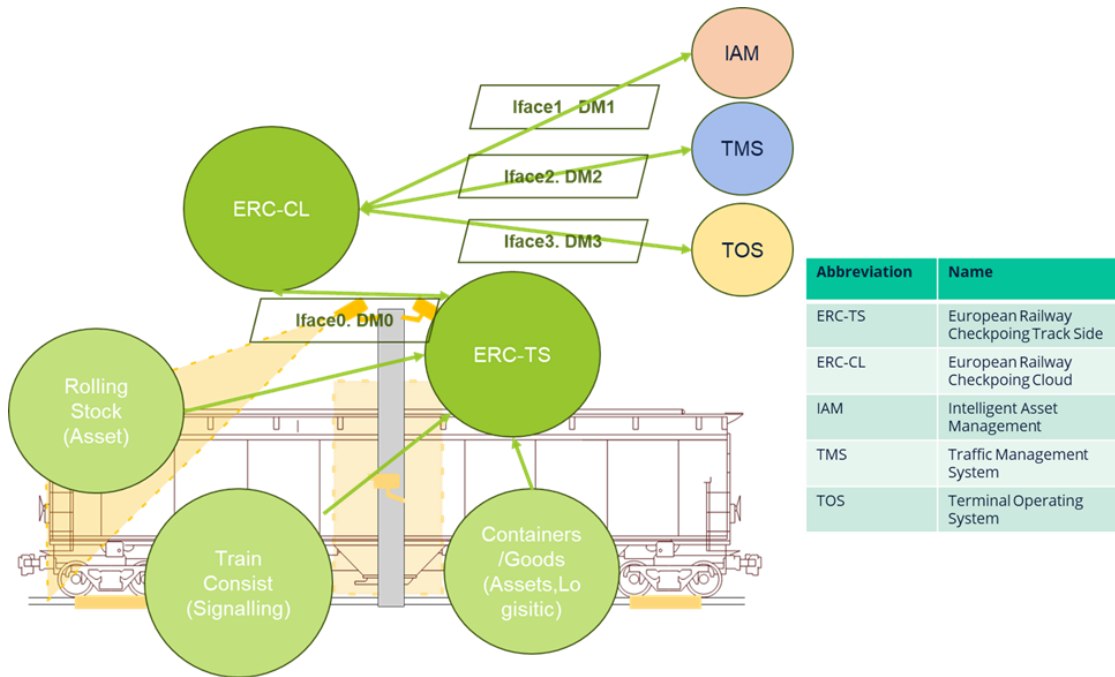 IAM
Iface1. DM1
TMS
ERC-CL
Iface2. DM2
Iface3. DM3
TOS
Iface0. DM0
ERC-TS
Rolling
Stock
(Asset)
Train
Consist
(Signalling)
Containers
/Goods
(Assets,Lo
gisitic)
Abbreviation Name
ERC-TS European Railway
Checkpoing Track Side
ERC-CL European Railway
Checkpoing Cloud
IAM Intelligent Asset
Management
TMS Traffic Management
System
TOS Terminal Operating
System